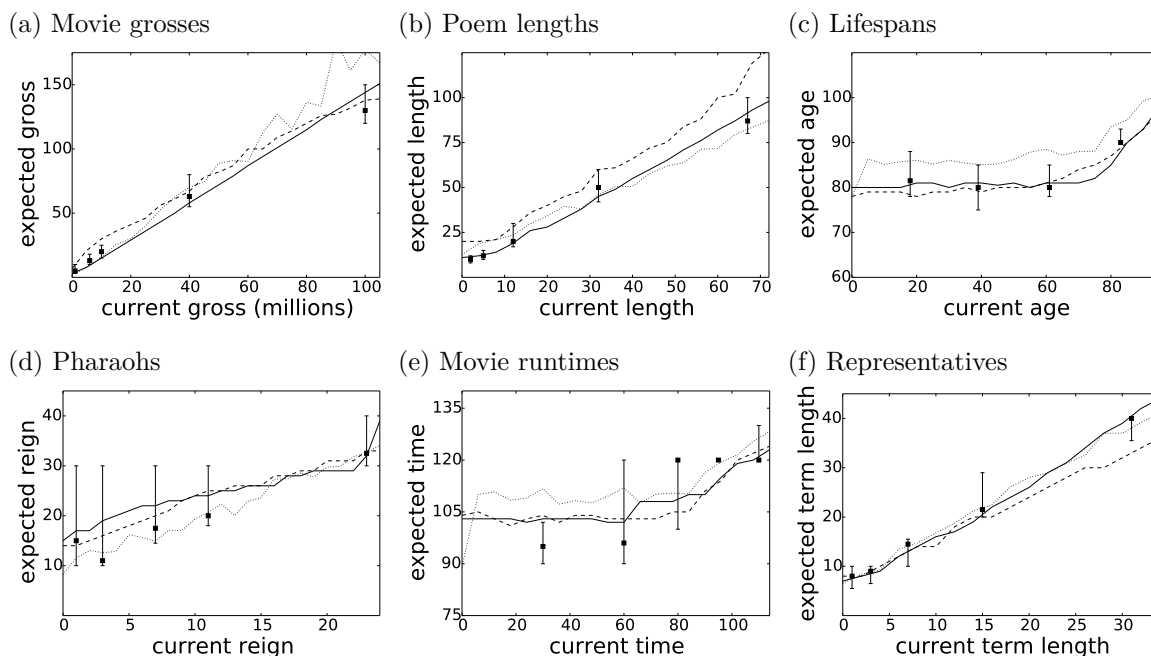 (a) Movie grosses
expected gross
150
100
50
0 20 40 60 80 100
current gross (millions)
(b) Poem lengths
expected length
100
75
50
25
0 10 20 30 40 50 60 70
current length
(c) Lifespans
expected age
100
90
80
70
60
0 20 40 60 80
current age
(d) Pharaohs
expected reign
40
30
20
10
0 5 10 15 20
current reign
(e) Movie runtimes
expected time
135
120
105
90
75
0 20 40 60 80 100
current time
(f) Representatives
expected term length
40
30
20
10
0 5 10 15 20 25 30
current term length